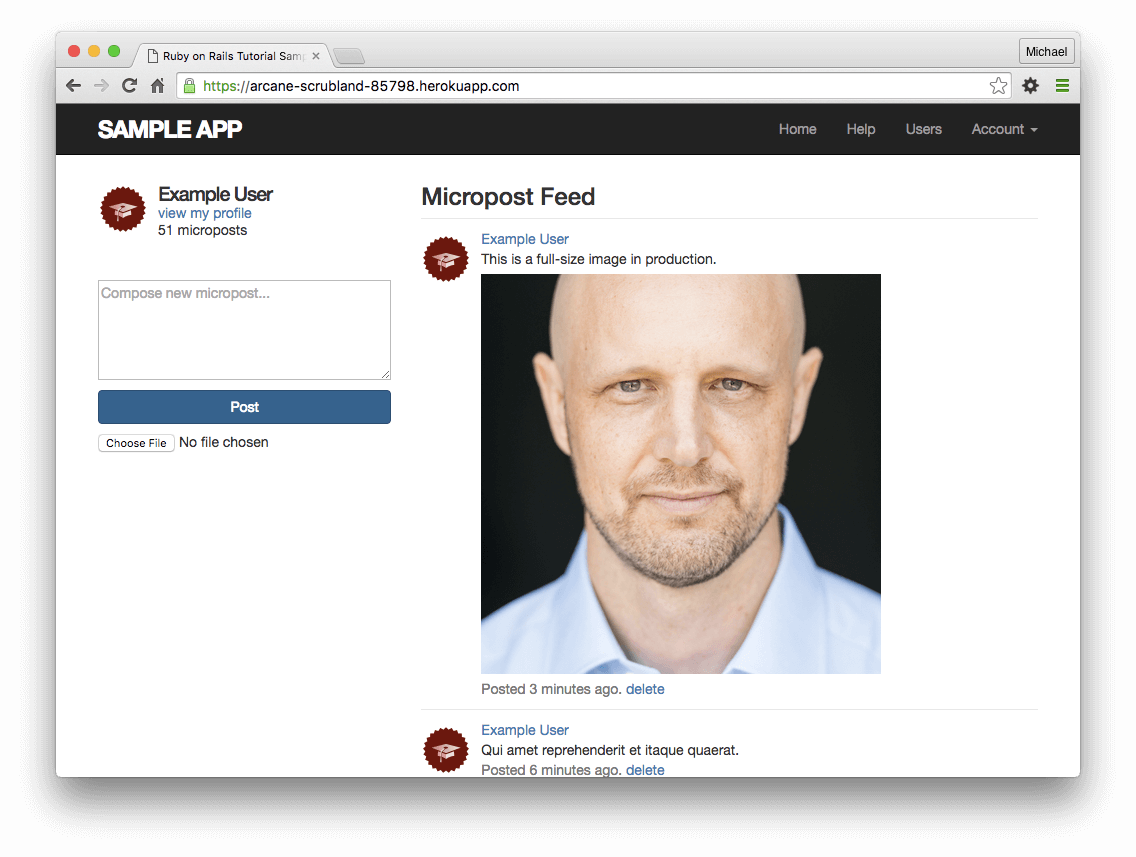 Ruby on Rails Tutorial Sam
Michael
https://arcane-scrubland-85798.herokuapp.com
SAMPLE APP
Home
Help
Users
Account
Example User
view my profile
51 microposts
Compose new micropost...
Post
Choose File No file chosen
Micropost Feed
Example User
This is a full-size image in production.
Posted 3 minutes ago. delete
Example User
Qui amet reprehenderit et itaque quaerat.
Posted 6 minutes ago. delete